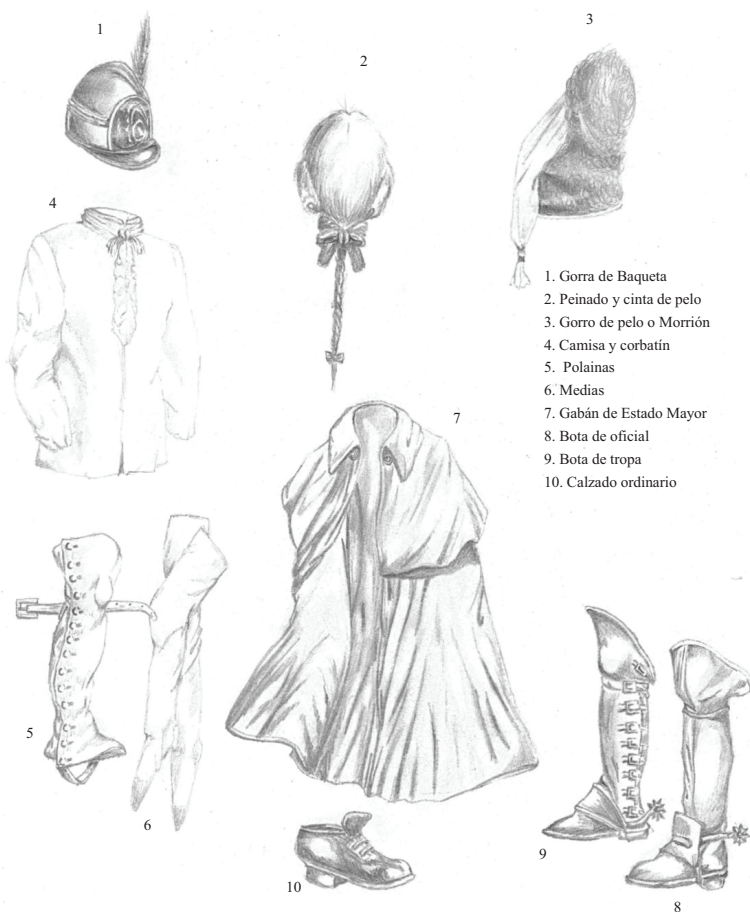 1
2
3
4
1. Gorra de Baqueta
2. Peinado y cinta de pelo
3. Gorro de pelo o Morrión
4. Camisa y corbatín
5. Polainas
6. Medias
7. Gabán de Estado Mayor
8. Bota de oficial
9. Bota de tropa
10. Calzado ordinario
7
5
6
9
10
8